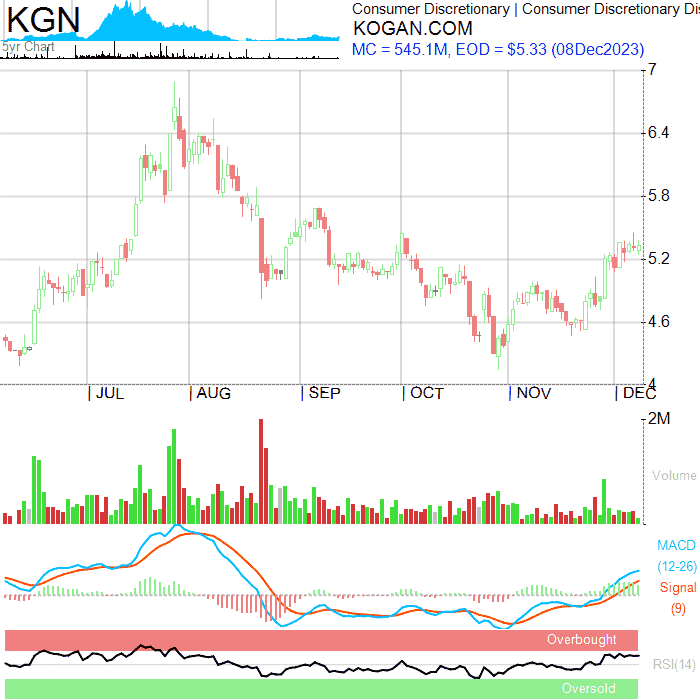 KGN
5yr Chart
Consumer Discretionary | Consumer Discretionary Dis
KOGAN.COM
MC = 545.1M, EOD = $5.33 (08Dec2023)
7
6.4
5.8
5.2
4.6
4
| JUL | AUG | SEP | OCT | NOV | DEC
2M
Volume
MACD
(12-26)
Signal
(9)
Overbought
RSI(14)
Oversold